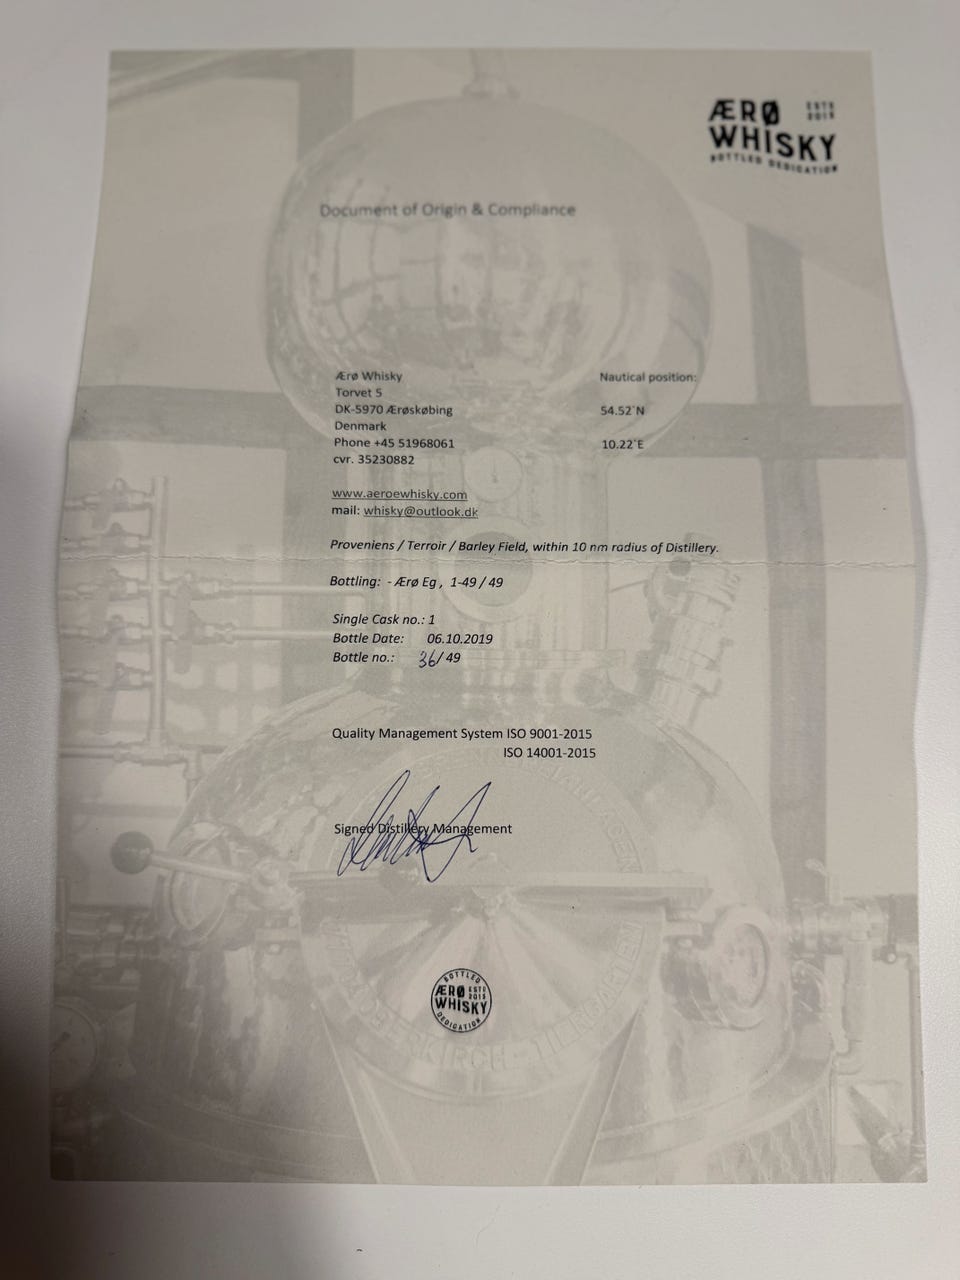 ÆRØ ESTD
WHISKY
BOTTLED DEDICATION
Document of Origin & Compliance
Ærø Whisky Nautical position:
Torvet 5
DK-5970 Ærøskøbing 54.52°N
Denmark
Phone +45 51968061 10.22°E
cvr. 35230882
www.aeroewhisky.com
mail: whisky@outlook.dk
Proveniens / Terroir / Barley Field, within 10 nm radius of Distillery.
Bottling: - Ærø Eg , 1-49 / 49
Single Cask no.: 1
Bottle Date: 06.10.2019
Bottle no.: 36/ 49
Quality Management System ISO 9001-2015
ISO 14001-2015
Signed Distillery Management
BOTTLED
ÆRØ ESTD
WHISKY
DEDICATION